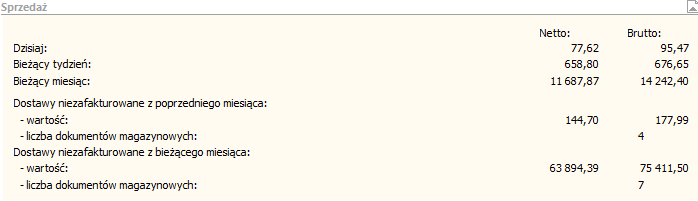 Sprzedaż
Netto: Brutto:
Dzisiaj: 77,62 95,47
Bieżący tydzień: 658,80 676,65
Bieżący miesiąc: 11 687,87 14 242,40
Dostawy niezafakturowane z poprzedniego miesiąca:
- wartość: 144,70 177,99
- liczba dokumentów magazynowych: 4
Dostawy niezafakturowane z bieżącego miesiąca:
- wartość: 63 894,39 75 411,50
- liczba dokumentów magazynowych: 7